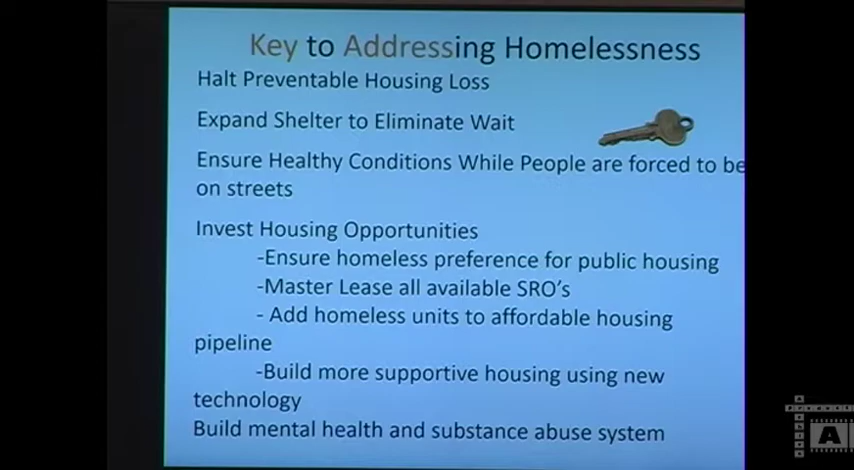 Key to Addressing Homelessness
Halt Preventable Housing Loss
Expand Shelter to Eliminate Wait
Ensure Healthy Conditions While People are forced to be
on streets
Invest Housing Opportunities
-Ensure homeless preference for public housing
-Master Lease all available SRO's
- Add homeless units to affordable housing
pipeline
-Build more supportive housing using new
technology
Build mental health and substance abuse system
A